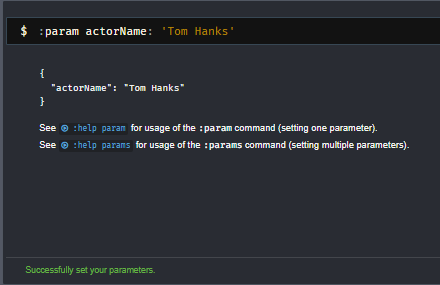 $ :param actorName: 'Tom Hanks'
{
"actorName": "Tom Hanks"
}
See :help param for usage of the :param command (setting one parameter).
See :help params for usage of the :params command (setting multiple parameters).
Successfully set your parameters.